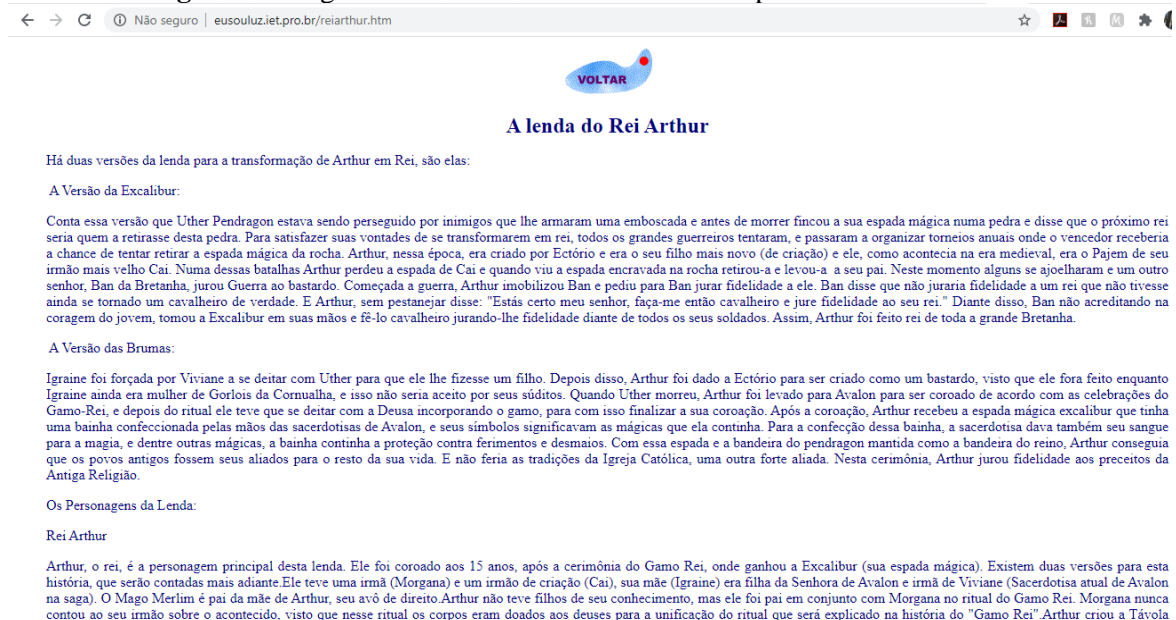 Não seguro | eusouluz.iet.pro.br/reiarthur.htm
VOLTAR
A lenda do Rei Arthur
Há duas versões da lenda para a transformação de Arthur em Rei, são elas:
A Versão da Excalibur:
Conta essa versão que Uther Pendragon estava sendo perseguido por inimigos que lhe armaram uma emboscada e antes de morrer fincou a sua espada mágica numa pedra e disse que o próximo rei
seria quem a retirasse desta pedra. Para satisfazer suas vontades de se transformarem em rei, todos os grandes guerreiros tentaram, e passaram a organizar torneios anuais onde o vencedor receberia
a chance de tentar retirar a espada mágica da rocha. Arthur, nessa época, era criado por Ectório e era o seu filho mais novo (de criação) e ele, como acontecia na era medieval, era o Pajem de seu
irmão mais velho Cai. Numa dessas batalhas Arthur perdeu a espada de Cai e quando viu a espada encravada na rocha retirou-a e levou-a a seu pai. Neste momento alguns se ajoelharam e um outro
senhor, Ban da Bretanha, jurou Guerra ao bastardo. Começada a guerra, Arthur imobilizou Ban e pediu para Ban jurar fidelidade a ele. Ban disse que não juraria fidelidade a um rei que não tivesse
ainda se tornado um cavalheiro de verdade. E Arthur, sem pestanejar disse: "Estás certo meu senhor, faça-me então cavalheiro e jure fidelidade ao seu rei." Diante disso, Ban não acreditando na
coragem do jovem, tomou a Excalibur em suas mãos e fê-lo cavalheiro jurando-lhe fidelidade diante de todos os seus soldados. Assim, Arthur foi feito rei de toda a grande Bretanha.
A Versão das Brumas:
Igraine foi forçada por Viviane a se deitar com Uther para que ele lhe fizesse um filho. Depois disso, Arthur foi dado a Ectório para ser criado como um bastardo, visto que ele fora feito enquanto
Igraine ainda era mulher de Gorlois da Cornualha, e isso não seria aceito por seus súditos. Quando Uther morreu, Arthur foi levado para Avalon para ser coroado de acordo com as celebrações do
Gamo-Rei, e depois do ritual ele teve que se deitar com a Deusa incorporando o gamo, para com isso finalizar a sua coroação. Após a coroação, Arthur recebeu a espada mágica excalibur que tinha
uma bainha confeccionada pelas mãos das sacerdotisas de Avalon, e seus símbolos significavam as mágicas que ela continha. Para a confecção dessa bainha, a sacerdotisa dava também seu sangue
para a magia, e dentre outras mágicas, a bainha continha a proteção contra ferimentos e desmaios. Com essa espada e a bandeira do pendragon mantida como a bandeira do reino, Arthur conseguia
que os povos antigos fossem seus aliados para o resto da sua vida. E não feria as tradições da Igreja Católica, uma outra forte aliada. Nesta cerimônia, Arthur jurou fidelidade aos preceitos da
Antiga Religião.
Os Personagens da Lenda:
Rei Arthur
Arthur, o rei, é a personagem principal desta lenda. Ele foi coroado aos 15 anos, após a cerimônia do Gamo Rei, onde ganhou a Excalibur (sua espada mágica). Existem duas versões para esta
história, que serão contadas mais adiante.Ele teve uma irmã (Morgana) e um irmão de criação (Cai), sua mãe (Igraine) era filha da Senhora de Avalon e irmã de Viviane (Sacerdotisa atual de Avalon
na saga). O Mago Merlim é pai da mãe de Arthur, seu avô de direito.Arthur não teve filhos de seu conhecimento, mas ele foi pai em conjunto com Morgana no ritual do Gamo Rei. Morgana nunca
contou ao seu irmão sobre o acontecido, visto que nesse ritual os corpos eram doados aos deuses para a unificação do ritual que será explicado na história do "Gamo Rei".Arthur criou a Távola